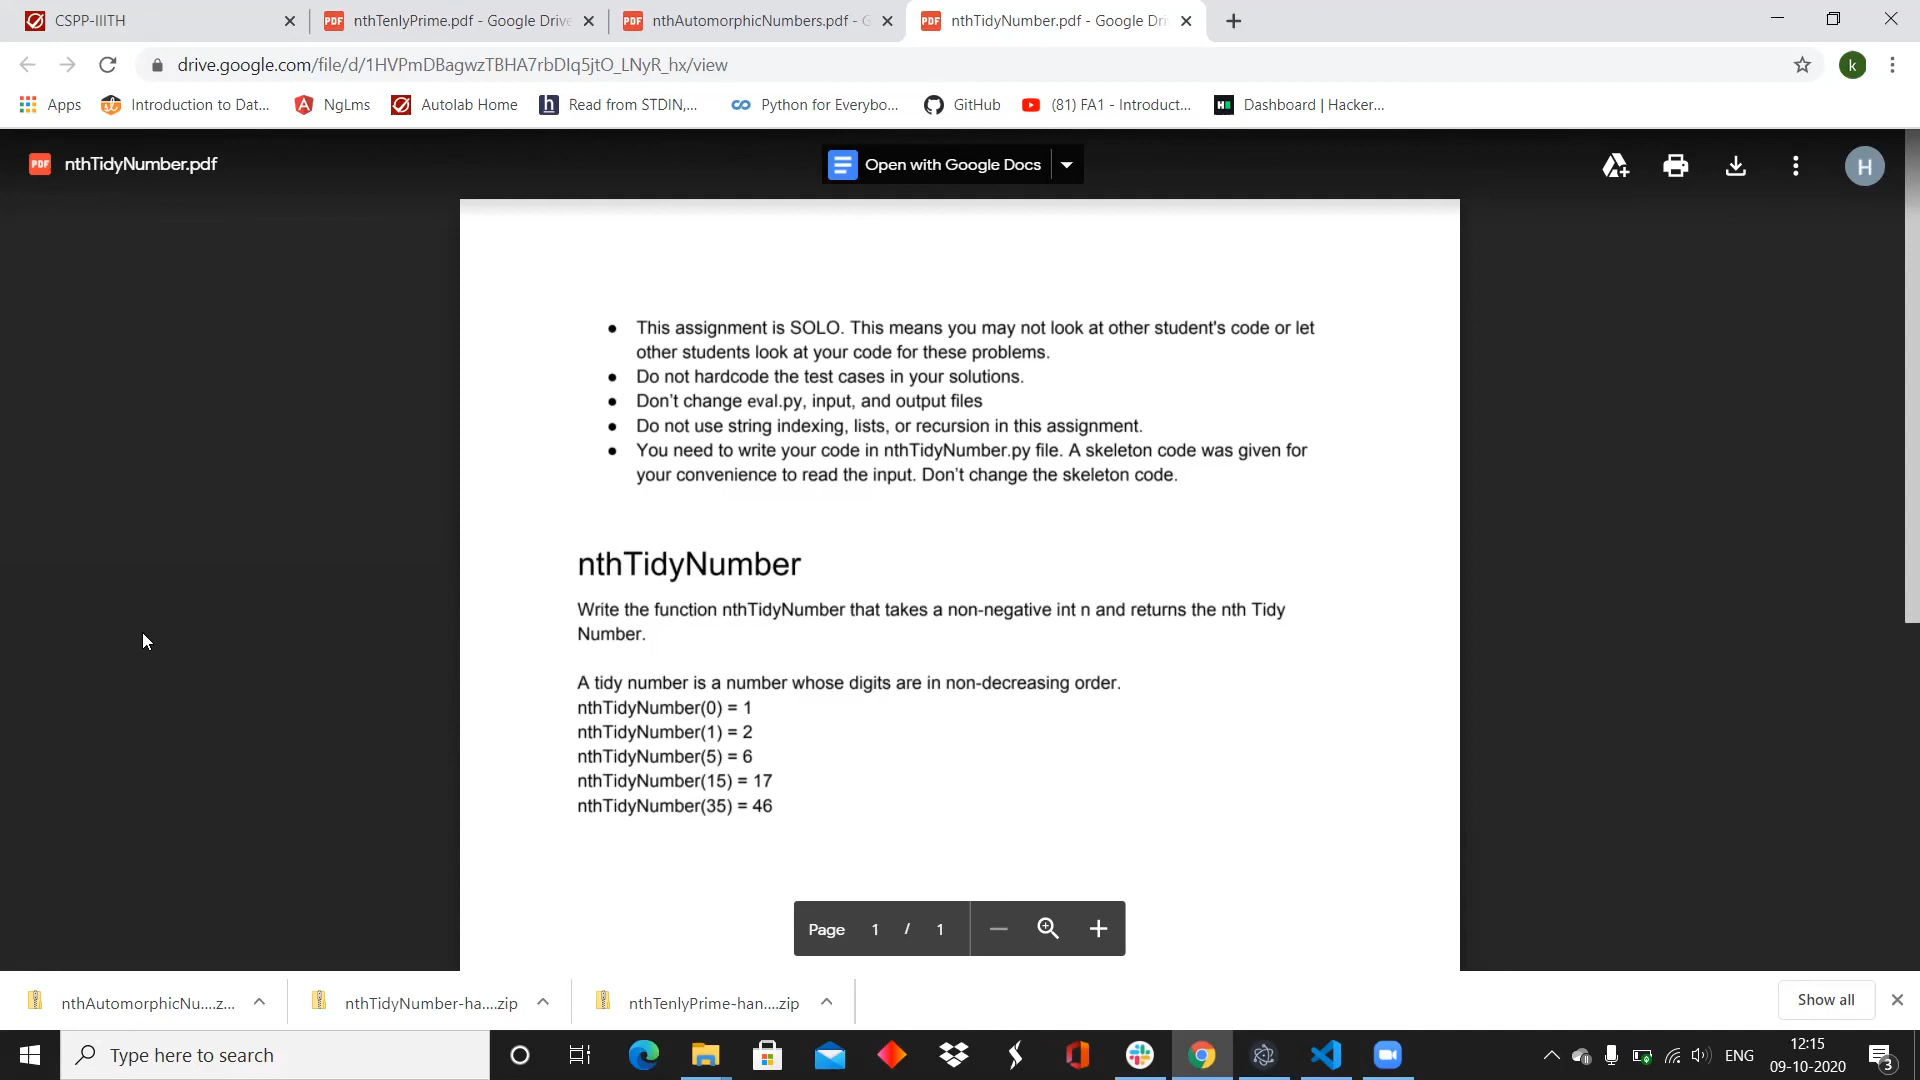 CSPP-IIITH
nthTenlyPrime.pdf - Google Drive
nthAutomorphicNumbers.pdf - G
nthTidyNumber.pdf - Google Dri
drive.google.com/file/d/1HVPmDBagwzTBHA7rbDIq5jtO_LNyR_hx/view
k
Apps
Introduction to Dat...
NgLms
Autolab Home
Read from STDIN,...
Python for Everybo...
GitHub
(81) FA1 - Introduct...
Dashboard | Hacker...
PDF nthTidyNumber.pdf
Open with Google Docs
H
• This assignment is SOLO. This means you may not look at other student's code or let
other students look at your code for these problems.
• Do not hardcode the test cases in your solutions.
• Don't change eval.py, input, and output files
• Do not use string indexing, lists, or recursion in this assignment.
• You need to write your code in nthTidyNumber.py file. A skeleton code was given for
your convenience to read the input. Don't change the skeleton code.
nthTidyNumber
Write the function nthTidyNumber that takes a non-negative int n and returns the nth Tidy
Number.
A tidy number is a number whose digits are in non-decreasing order.
nthTidyNumber(0) = 1
nthTidyNumber(1) = 2
nthTidyNumber(5) = 6
nthTidyNumber(15) = 17
nthTidyNumber(35) = 46
Page 1 / 1
nthAutomorphicNu....z...
nthTidyNumber-ha....zip
nthTenlyPrime-han....zip
Show all
Type here to search
ENG
12:15
09-10-2020
3